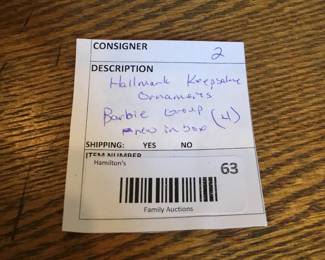 CONSIGNER 2
DESCRIPTION
Hallmark Keepsake
Ornaments
Barbie Group (4)
new in box
SHIPPING: YES NO
ITEM NUMBER
Hamilton's 63
Family Auctions